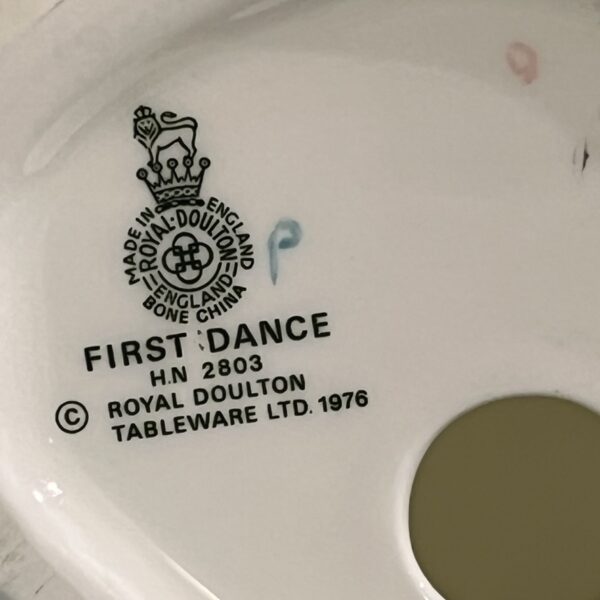 MADE IN ENGLAND
ROYAL·DOULTON
ENGLAND
BONE CHINA
P
FIRST DANCE
H.N 2803
© ROYAL DOULTON
TABLEWARE LTD. 1976